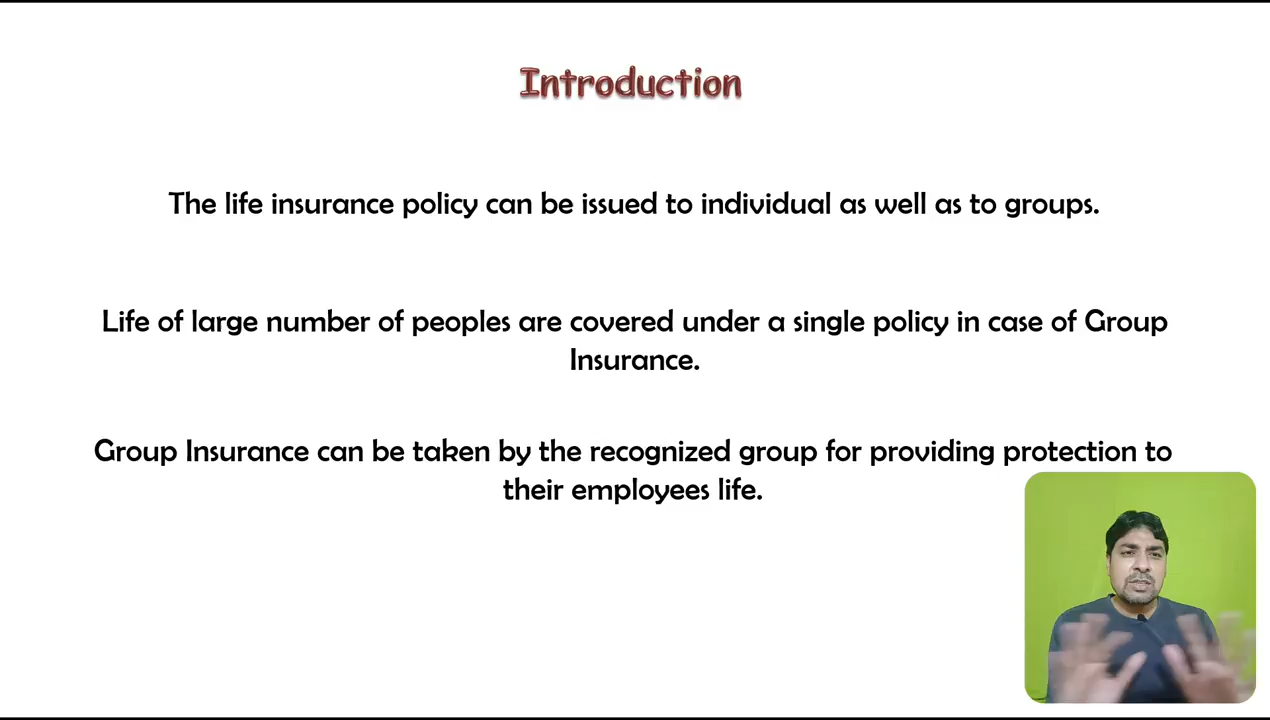 Introduction
The life insurance policy can be issued to individual as well as to groups.
Life of large number of peoples are covered under a single policy in case of Group
Insurance.
Group Insurance can be taken by the recognized group for providing protection to
their employees life.